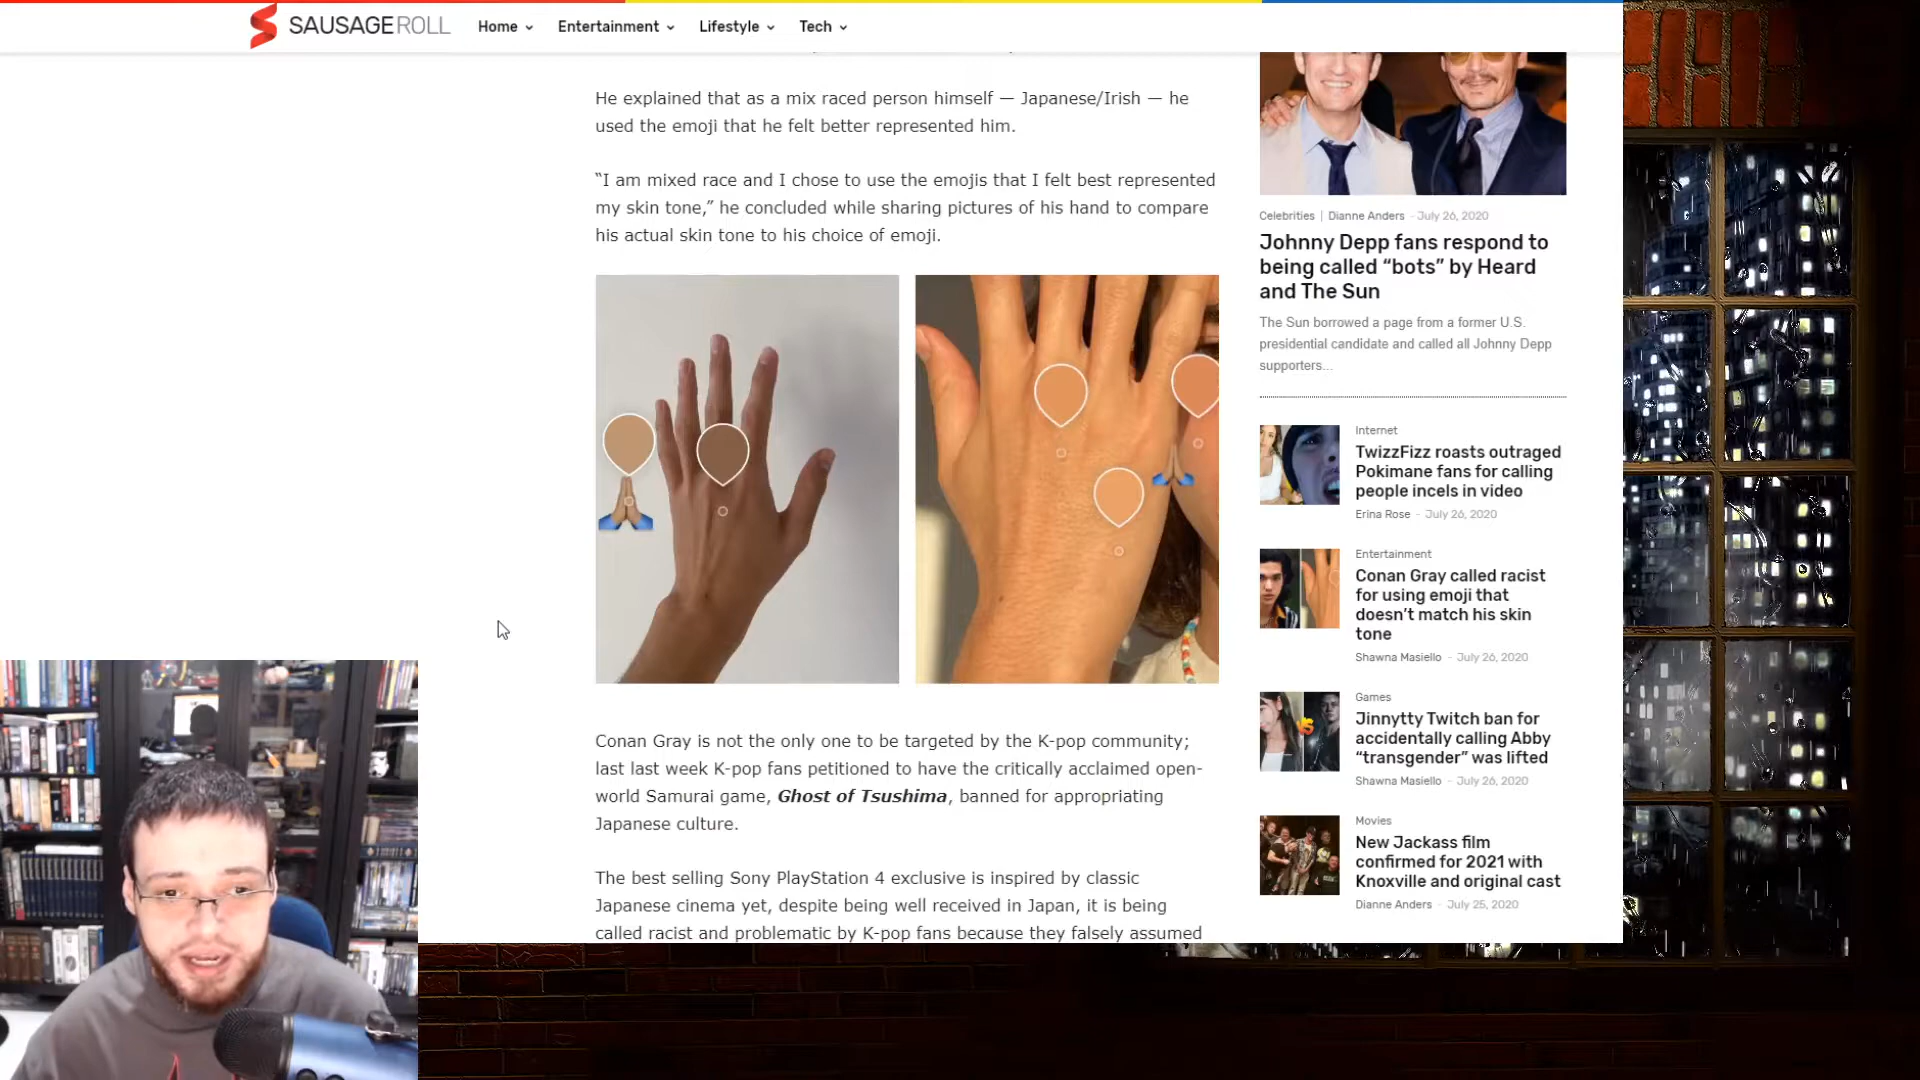 SAUSAGEROLL
Home
Entertainment
Lifestyle
Tech
He explained that as a mix raced person himself — Japanese/Irish — he
used the emoji that he felt better represented him.
“I am mixed race and I chose to use the emojis that I felt best represented
my skin tone,” he concluded while sharing pictures of his hand to compare
his actual skin tone to his choice of emoji.
Conan Gray is not the only one to be targeted by the K-pop community;
last last week K-pop fans petitioned to have the critically acclaimed open-
world Samurai game, Ghost of Tsushima, banned for appropriating
Japanese culture.
The best selling Sony PlayStation 4 exclusive is inspired by classic
Japanese cinema yet, despite being well received in Japan, it is being
called racist and problematic by K-pop fans because they falsely assumed
Celebrities | Dianne Anders - July 26, 2020
Johnny Depp fans respond to
being called “bots” by Heard
and The Sun
The Sun borrowed a page from a former U.S.
presidential candidate and called all Johnny Depp
supporters...
Internet
TwizzFizz roasts outraged
Pokimane fans for calling
people incels in video
Erina Rose - July 26, 2020
Entertainment
Conan Gray called racist
for using emoji that
doesn’t match his skin
tone
Shawna Masiello - July 26, 2020
Games
Jinnytty Twitch ban for
accidentally calling Abby
“transgender” was lifted
Shawna Masiello - July 26, 2020
VS
Movies
New Jackass film
confirmed for 2021 with
Knoxville and original cast
Dianne Anders - July 25, 2020